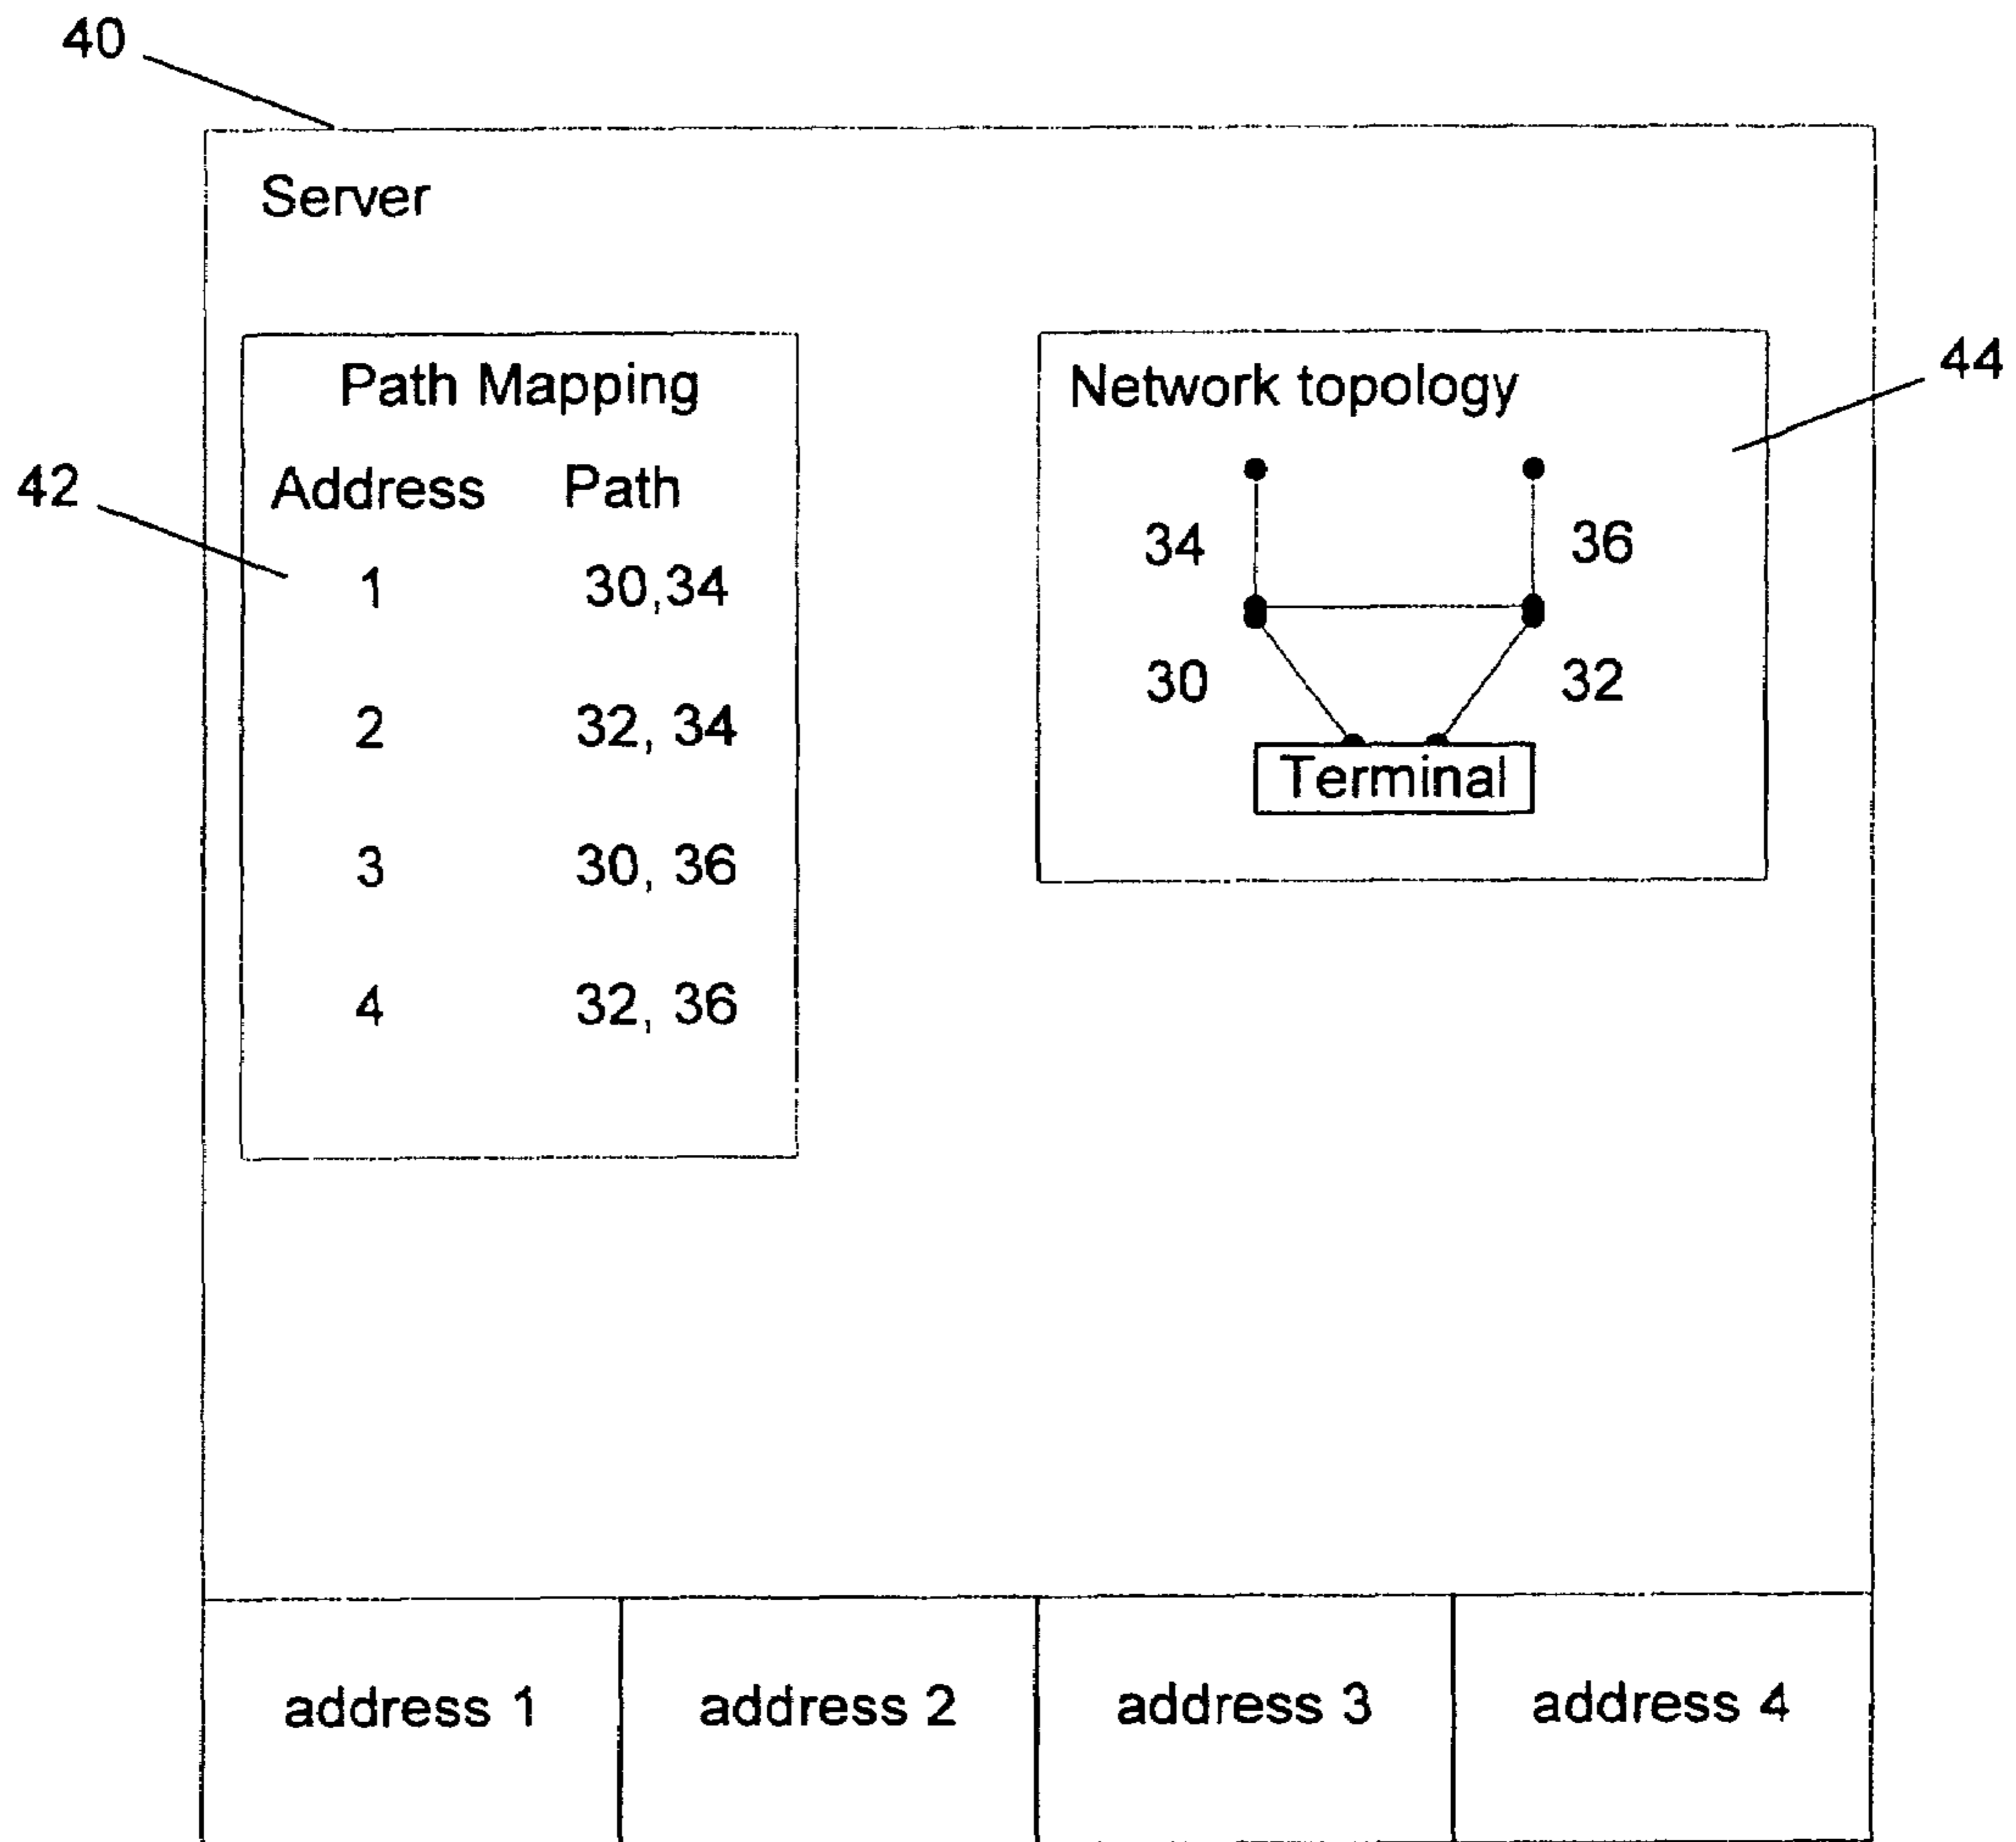 40
Server
Path Mapping
Address Path
42
1 30,34
2 32, 34
3 30, 36
4 32, 36
Network topology
44
34 36
30 32
Terminal
address 1 address 2 address 3 address 4